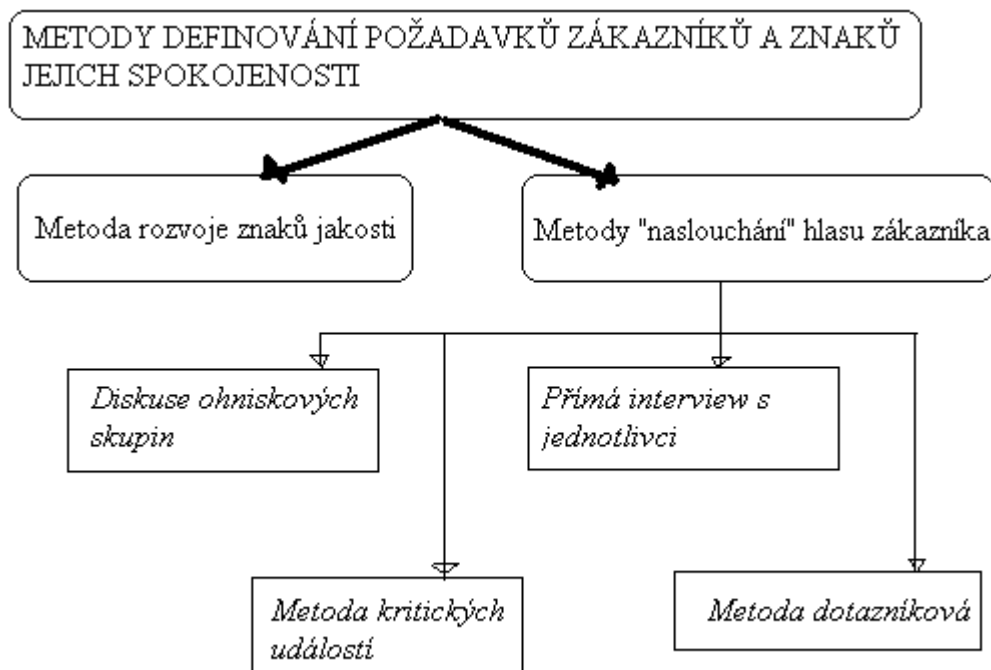 METODY DEFINOVÁNÍ POŽADAVKŮ ZÁKAZNÍKŮ A ZNAKŮ
JEJICH SPOKOJENOSTI
Metoda rozvoje znaků jakosti
Metody "naslouchání" hlasu zákazníka
Diskuse ohniskových
skupin
Přímá interview s
jednotlivci
Metoda kritických
událostí
Metoda dotazníková